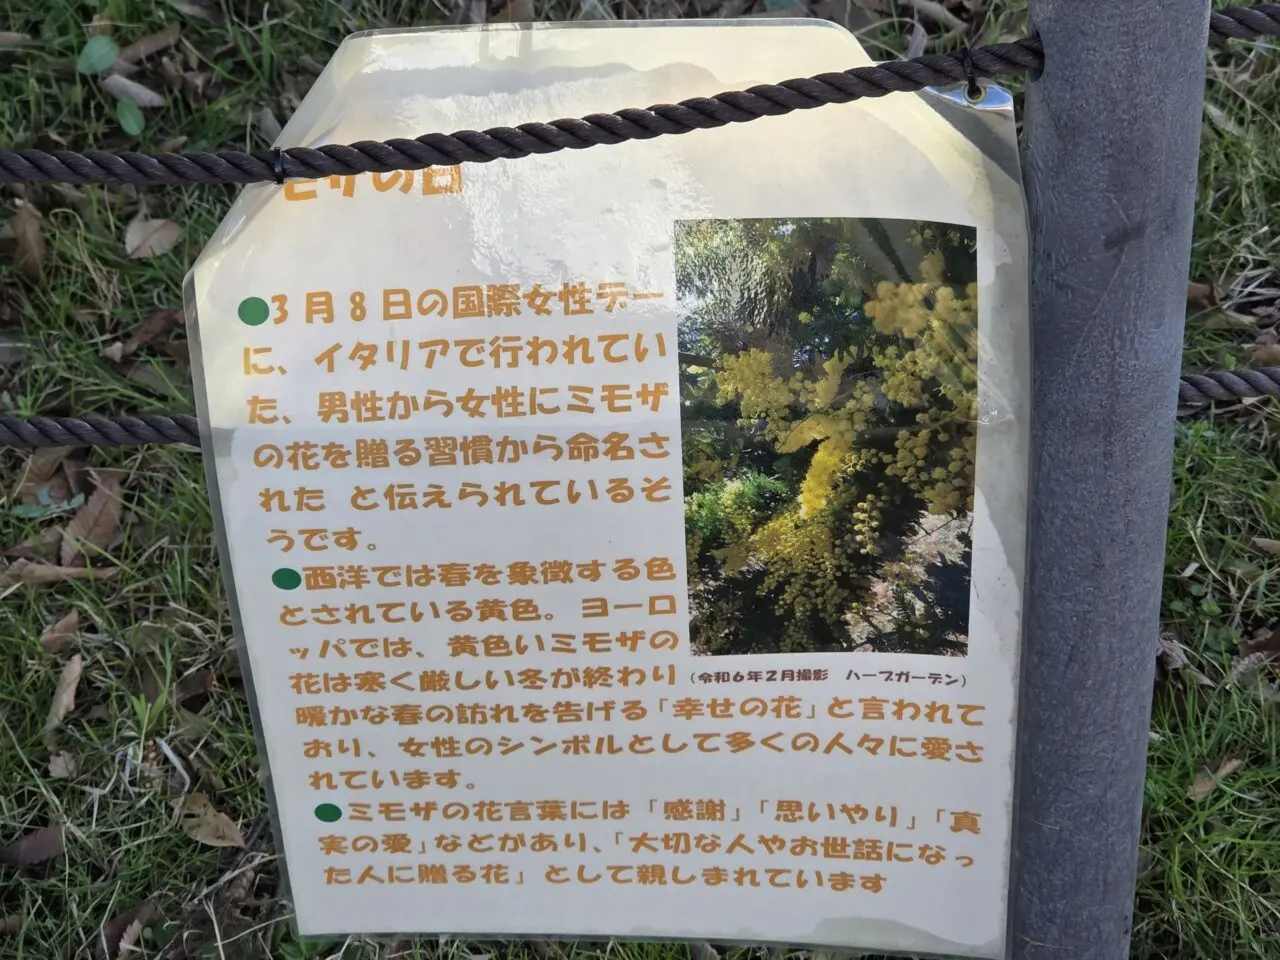 モザの日
●3月8日の国際女性デー
に、イタリアで行われてい
た、男性から女性にミモザ
の花を贈る習慣から命名さ
れた と伝えられているそ
うです。
●西洋では春を象徴する色
とされている黄色。ヨーロ
ッパでは、黄色いミモザの
花は寒く厳しい冬が終わり
(令和6年2月撮影 ハーブガーデン)
暖かな春の訪れを告げる「幸せの花」と言われて
おり、女性のシンボルとして多くの人々に愛さ
れています。
●ミモザの花言葉には「感謝」「思いやり」「真
実の愛」などがあり、「大切な人やお世話になっ
た人に贈る花」として親しまれています